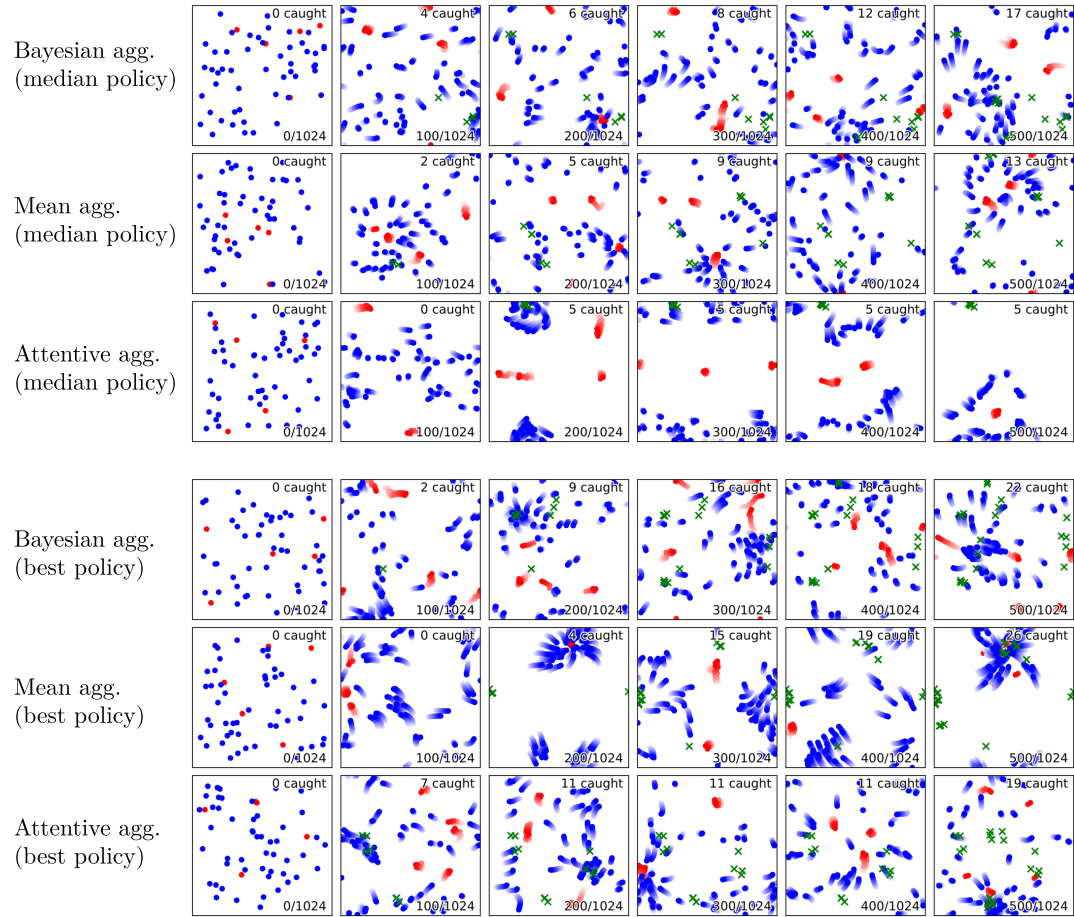 Bayesian agg.
(median policy)
0 caught
0/1024
4 caught
100/1024
6 caught
200/1024
8 caught
300/1024
12 caught
400/1024
17 caught
500/1024
Mean agg.
(median policy)
0 caught
0/1024
2 caught
100/1024
5 caught
200/1024
9 caught
300/1024
9 caught
400/1024
13 caught
500/1024
Attentive agg.
(median policy)
0 caught
0/1024
0 caught
100/1024
5 caught
200/1024
5 caught
300/1024
5 caught
400/1024
5 caught
500/1024
Bayesian agg.
(best policy)
0 caught
0/1024
2 caught
100/1024
9 caught
200/1024
16 caught
300/1024
18 caught
400/1024
22 caught
500/1024
Mean agg.
(best policy)
0 caught
0/1024
0 caught
100/1024
4 caught
200/1024
15 caught
300/1024
19 caught
400/1024
26 caught
500/1024
Attentive agg.
(best policy)
0 caught
0/1024
7 caught
100/1024
11 caught
200/1024
11 caught
300/1024
11 caught
400/1024
19 caught
500/1024